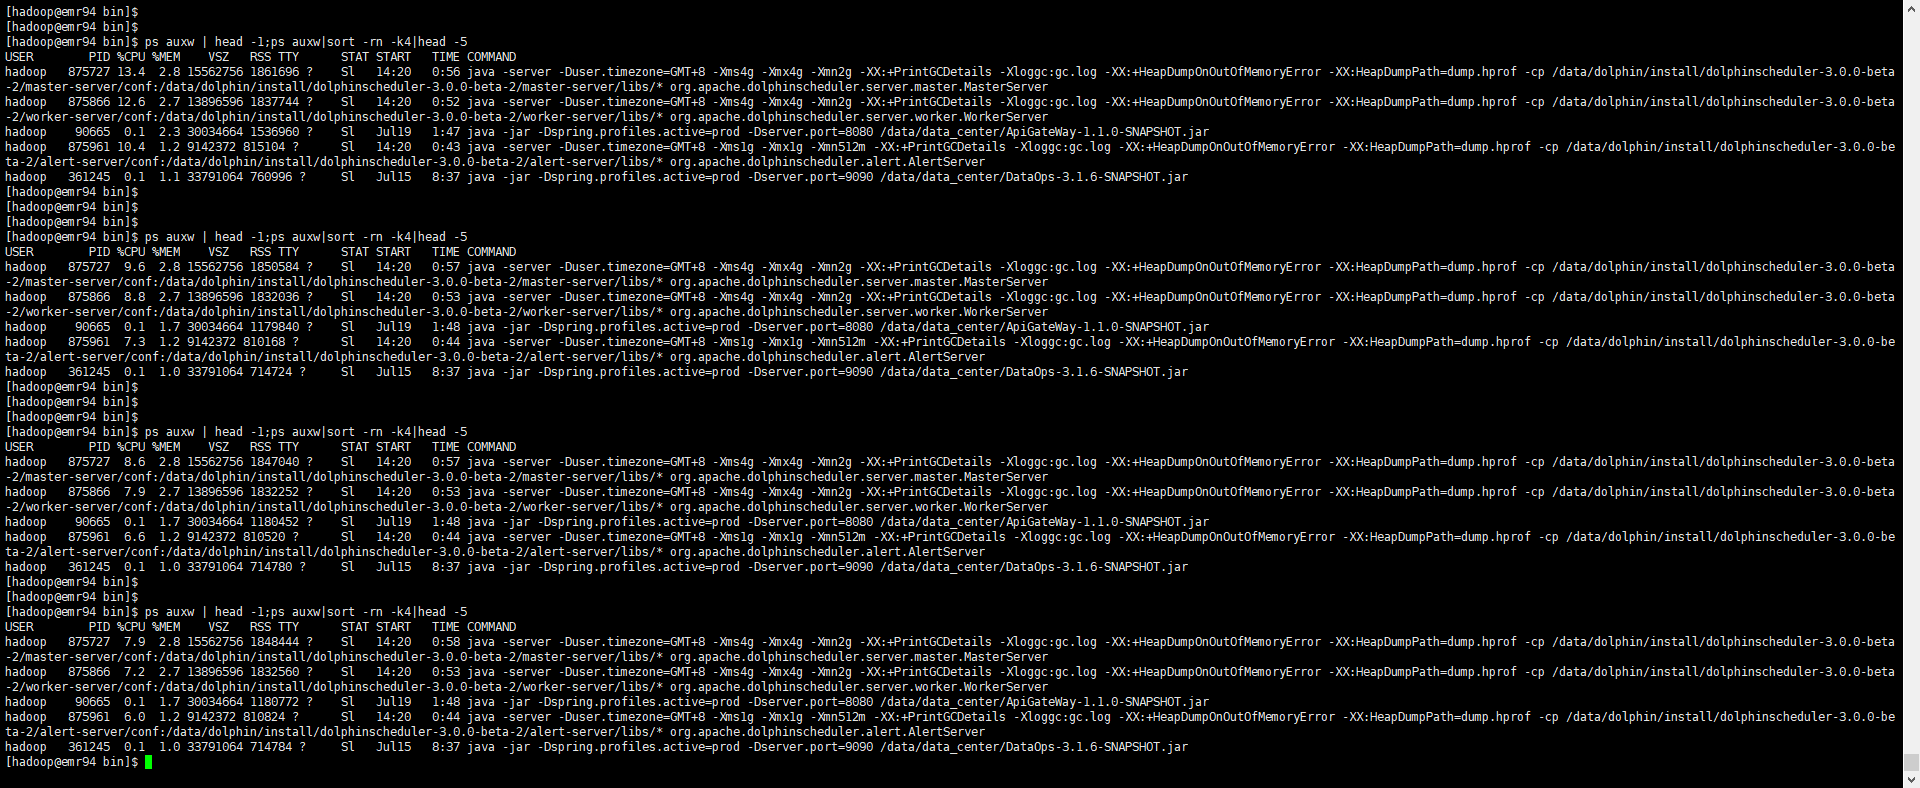 [hadoop@emr94 bin]$
[hadoop@emr94 bin]$
[hadoop@emr94 bin]$ ps auxw | head -1;ps auxw|sort -rn -k4|head -5
USER        PID %CPU %MEM    VSZ   RSS TTY      STAT START   TIME COMMAND
hadoop   875727 13.4  2.8 15562756 1861696 ?    Sl   14:20   0:56 java -server -Duser.timezone=GMT+8 -Xms4g -Xmx4g -Xmn2g -XX:+PrintGCDetails -Xloggc:gc.log -XX:+HeapDumpOnOutOfMemoryError -XX:HeapDumpPath=dump.hprof -cp /data/dolphin/install/dolphinscheduler-3.0.0-beta
-2/master-server/conf:/data/dolphin/install/dolphinscheduler-3.0.0-beta-2/master-server/libs/* org.apache.dolphinscheduler.server.master.MasterServer
hadoop   875866 12.6  2.7 13896596 1837744 ?    Sl   14:20   0:52 java -server -Duser.timezone=GMT+8 -Xms4g -Xmx4g -Xmn2g -XX:+PrintGCDetails -Xloggc:gc.log -XX:+HeapDumpOnOutOfMemoryError -XX:HeapDumpPath=dump.hprof -cp /data/dolphin/install/dolphinscheduler-3.0.0-beta
-2/worker-server/conf:/data/dolphin/install/dolphinscheduler-3.0.0-beta-2/worker-server/libs/* org.apache.dolphinscheduler.server.worker.WorkerServer
hadoop    90665  0.1  2.3 30034664 1536960 ?    Sl   Jul19   1:47 java -jar -Dspring.profiles.active=prod -Dserver.port=8080 /data/data_center/ApiGateWay-1.1.0-SNAPSHOT.jar
hadoop   875961 10.4  1.2 9142372 815104 ?      Sl   14:20   0:43 java -server -Duser.timezone=GMT+8 -Xms1g -Xmx1g -Xmn512m -XX:+PrintGCDetails -Xloggc:gc.log -XX:+HeapDumpOnOutOfMemoryError -XX:HeapDumpPath=dump.hprof -cp /data/dolphin/install/dolphinscheduler-3.0.0-be
ta-2/alert-server/conf:/data/dolphin/install/dolphinscheduler-3.0.0-beta-2/alert-server/libs/* org.apache.dolphinscheduler.alert.AlertServer
hadoop   361245  0.1  1.1 33791064 760996 ?     Sl   Jul15   8:37 java -jar -Dspring.profiles.active=prod -Dserver.port=9090 /data/data_center/DataOps-3.1.6-SNAPSHOT.jar
[hadoop@emr94 bin]$
[hadoop@emr94 bin]$
[hadoop@emr94 bin]$
[hadoop@emr94 bin]$ ps auxw | head -1;ps auxw|sort -rn -k4|head -5
USER        PID %CPU %MEM    VSZ   RSS TTY      STAT START   TIME COMMAND
hadoop   875727  9.6  2.8 15562756 1850584 ?    Sl   14:20   0:57 java -server -Duser.timezone=GMT+8 -Xms4g -Xmx4g -Xmn2g -XX:+PrintGCDetails -Xloggc:gc.log -XX:+HeapDumpOnOutOfMemoryError -XX:HeapDumpPath=dump.hprof -cp /data/dolphin/install/dolphinscheduler-3.0.0-beta
-2/master-server/conf:/data/dolphin/install/dolphinscheduler-3.0.0-beta-2/master-server/libs/* org.apache.dolphinscheduler.server.master.MasterServer
hadoop   875866  8.8  2.7 13896596 1832036 ?    Sl   14:20   0:53 java -server -Duser.timezone=GMT+8 -Xms4g -Xmx4g -Xmn2g -XX:+PrintGCDetails -Xloggc:gc.log -XX:+HeapDumpOnOutOfMemoryError -XX:HeapDumpPath=dump.hprof -cp /data/dolphin/install/dolphinscheduler-3.0.0-beta
-2/worker-server/conf:/data/dolphin/install/dolphinscheduler-3.0.0-beta-2/worker-server/libs/* org.apache.dolphinscheduler.server.worker.WorkerServer
hadoop    90665  0.1  1.7 30034664 1179840 ?    Sl   Jul19   1:48 java -jar -Dspring.profiles.active=prod -Dserver.port=8080 /data/data_center/ApiGateWay-1.1.0-SNAPSHOT.jar
hadoop   875961  7.3  1.2 9142372 810168 ?      Sl   14:20   0:44 java -server -Duser.timezone=GMT+8 -Xms1g -Xmx1g -Xmn512m -XX:+PrintGCDetails -Xloggc:gc.log -XX:+HeapDumpOnOutOfMemoryError -XX:HeapDumpPath=dump.hprof -cp /data/dolphin/install/dolphinscheduler-3.0.0-be
ta-2/alert-server/conf:/data/dolphin/install/dolphinscheduler-3.0.0-beta-2/alert-server/libs/* org.apache.dolphinscheduler.alert.AlertServer
hadoop   361245  0.1  1.0 33791064 714724 ?     Sl   Jul15   8:37 java -jar -Dspring.profiles.active=prod -Dserver.port=9090 /data/data_center/DataOps-3.1.6-SNAPSHOT.jar
[hadoop@emr94 bin]$
[hadoop@emr94 bin]$
[hadoop@emr94 bin]$
[hadoop@emr94 bin]$ ps auxw | head -1;ps auxw|sort -rn -k4|head -5
USER        PID %CPU %MEM    VSZ   RSS TTY      STAT START   TIME COMMAND
hadoop   875727  8.6  2.8 15562756 1847040 ?    Sl   14:20   0:57 java -server -Duser.timezone=GMT+8 -Xms4g -Xmx4g -Xmn2g -XX:+PrintGCDetails -Xloggc:gc.log -XX:+HeapDumpOnOutOfMemoryError -XX:HeapDumpPath=dump.hprof -cp /data/dolphin/install/dolphinscheduler-3.0.0-beta
-2/master-server/conf:/data/dolphin/install/dolphinscheduler-3.0.0-beta-2/master-server/libs/* org.apache.dolphinscheduler.server.master.MasterServer
hadoop   875866  7.9  2.7 13896596 1832252 ?    Sl   14:20   0:53 java -server -Duser.timezone=GMT+8 -Xms4g -Xmx4g -Xmn2g -XX:+PrintGCDetails -Xloggc:gc.log -XX:+HeapDumpOnOutOfMemoryError -XX:HeapDumpPath=dump.hprof -cp /data/dolphin/install/dolphinscheduler-3.0.0-beta
-2/worker-server/conf:/data/dolphin/install/dolphinscheduler-3.0.0-beta-2/worker-server/libs/* org.apache.dolphinscheduler.server.worker.WorkerServer
hadoop    90665  0.1  1.7 30034664 1180452 ?    Sl   Jul19   1:48 java -jar -Dspring.profiles.active=prod -Dserver.port=8080 /data/data_center/ApiGateWay-1.1.0-SNAPSHOT.jar
hadoop   875961  6.6  1.2 9142372 810520 ?      Sl   14:20   0:44 java -server -Duser.timezone=GMT+8 -Xms1g -Xmx1g -Xmn512m -XX:+PrintGCDetails -Xloggc:gc.log -XX:+HeapDumpOnOutOfMemoryError -XX:HeapDumpPath=dump.hprof -cp /data/dolphin/install/dolphinscheduler-3.0.0-be
ta-2/alert-server/conf:/data/dolphin/install/dolphinscheduler-3.0.0-beta-2/alert-server/libs/* org.apache.dolphinscheduler.alert.AlertServer
hadoop   361245  0.1  1.0 33791064 714780 ?     Sl   Jul15   8:37 java -jar -Dspring.profiles.active=prod -Dserver.port=9090 /data/data_center/DataOps-3.1.6-SNAPSHOT.jar
[hadoop@emr94 bin]$
[hadoop@emr94 bin]$
[hadoop@emr94 bin]$ ps auxw | head -1;ps auxw|sort -rn -k4|head -5
USER        PID %CPU %MEM    VSZ   RSS TTY      STAT START   TIME COMMAND
hadoop   875727  7.9  2.8 15562756 1848444 ?    Sl   14:20   0:58 java -server -Duser.timezone=GMT+8 -Xms4g -Xmx4g -Xmn2g -XX:+PrintGCDetails -Xloggc:gc.log -XX:+HeapDumpOnOutOfMemoryError -XX:HeapDumpPath=dump.hprof -cp /data/dolphin/install/dolphinscheduler-3.0.0-beta
-2/master-server/conf:/data/dolphin/install/dolphinscheduler-3.0.0-beta-2/master-server/libs/* org.apache.dolphinscheduler.server.master.MasterServer
hadoop   875866  7.2  2.7 13896596 1832560 ?    Sl   14:20   0:53 java -server -Duser.timezone=GMT+8 -Xms4g -Xmx4g -Xmn2g -XX:+PrintGCDetails -Xloggc:gc.log -XX:+HeapDumpOnOutOfMemoryError -XX:HeapDumpPath=dump.hprof -cp /data/dolphin/install/dolphinscheduler-3.0.0-beta
-2/worker-server/conf:/data/dolphin/install/dolphinscheduler-3.0.0-beta-2/worker-server/libs/* org.apache.dolphinscheduler.server.worker.WorkerServer
hadoop    90665  0.1  1.7 30034664 1180772 ?    Sl   Jul19   1:48 java -jar -Dspring.profiles.active=prod -Dserver.port=8080 /data/data_center/ApiGateWay-1.1.0-SNAPSHOT.jar
hadoop   875961  6.0  1.2 9142372 810824 ?      Sl   14:20   0:44 java -server -Duser.timezone=GMT+8 -Xms1g -Xmx1g -Xmn512m -XX:+PrintGCDetails -Xloggc:gc.log -XX:+HeapDumpOnOutOfMemoryError -XX:HeapDumpPath=dump.hprof -cp /data/dolphin/install/dolphinscheduler-3.0.0-be
ta-2/alert-server/conf:/data/dolphin/install/dolphinscheduler-3.0.0-beta-2/alert-server/libs/* org.apache.dolphinscheduler.alert.AlertServer
hadoop   361245  0.1  1.0 33791064 714784 ?     Sl   Jul15   8:37 java -jar -Dspring.profiles.active=prod -Dserver.port=9090 /data/data_center/DataOps-3.1.6-SNAPSHOT.jar
[hadoop@emr94 bin]$